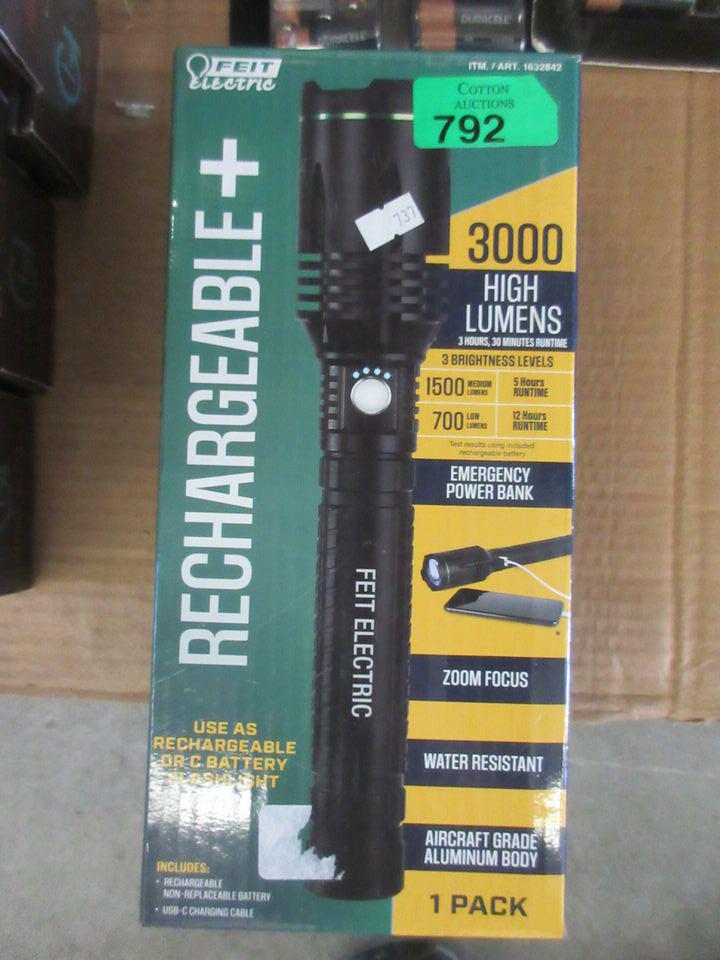 DURACELL
DURACELL
FEIT
electric
ITM. / ART. 1632842
COTTON
AUCTIONS
792
737
RECHARGEABLE+
3000
HIGH
LUMENS
3 HOURS, 30 MINUTES RUNTIME
3 BRIGHTNESS LEVELS
1500 MEDIUM LUMENS 5 Hours RUNTIME
700 LOW LUMENS 12 Hours RUNTIME
Test results using included
rechargeable battery
EMERGENCY
POWER BANK
FEIT ELECTRIC
ZOOM FOCUS
WATER RESISTANT
AIRCRAFT GRADE
ALUMINUM BODY
1 PACK
USE AS
RECHARGEABLE
OR C BATTERY
FLASHLIGHT
INCLUDES:
• RECHARGEABLE
NON-REPLACEABLE BATTERY
• USB-C CHARGING CABLE